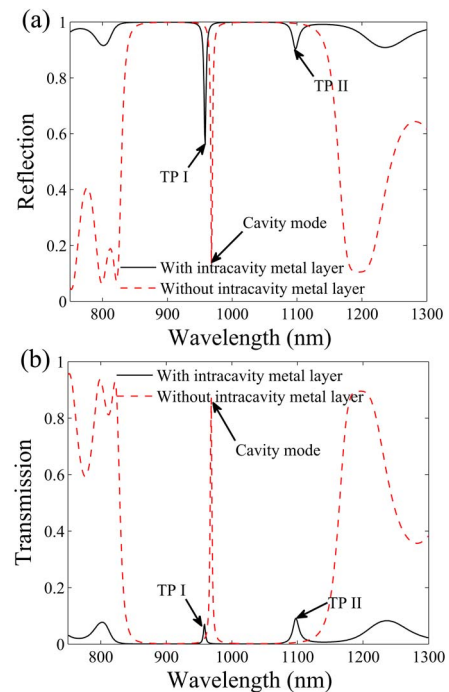 (a)
1
0.8
0.6
0.4
0.2
0
Reflection
TP I
TP II
Cavity mode
With intracavity metal layer
Without intracavity metal layer
800 900 1000 1100 1200 1300
Wavelength (nm)
(b)
1
0.8
0.6
0.4
0.2
0
Transmission
With intracavity metal layer
Without intracavity metal layer
Cavity mode
TP I
TP II
800 900 1000 1100 1200 1300
Wavelength (nm)